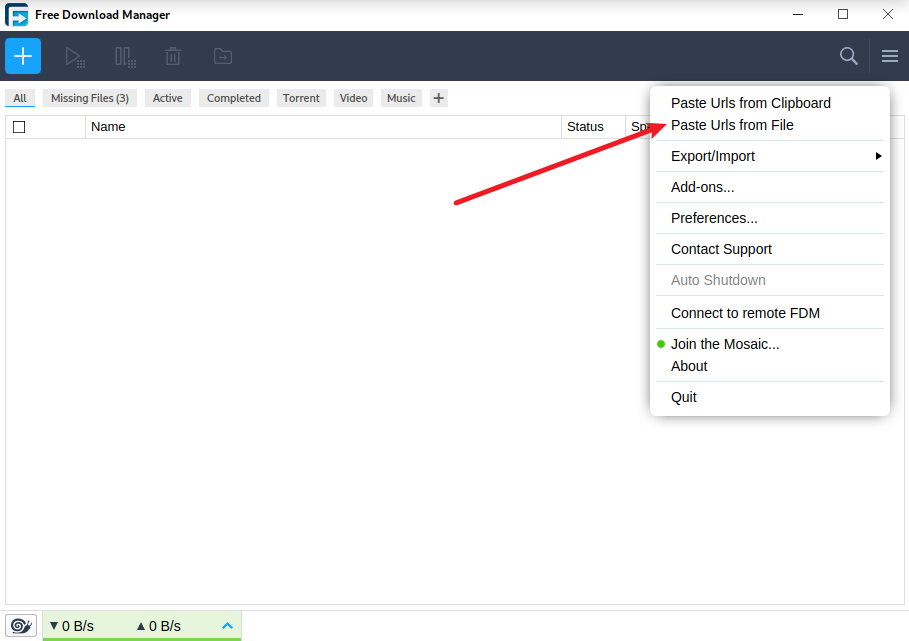 Free Download Manager
All Missing Files (3) Active Completed Torrent Video Music
Name Status Spe
Paste Urls from Clipboard
Paste Urls from File
Export/Import
Add-ons...
Preferences...
Contact Support
Auto Shutdown
Connect to remote FDM
Join the Mosaic...
About
Quit
0 B/s 0 B/s